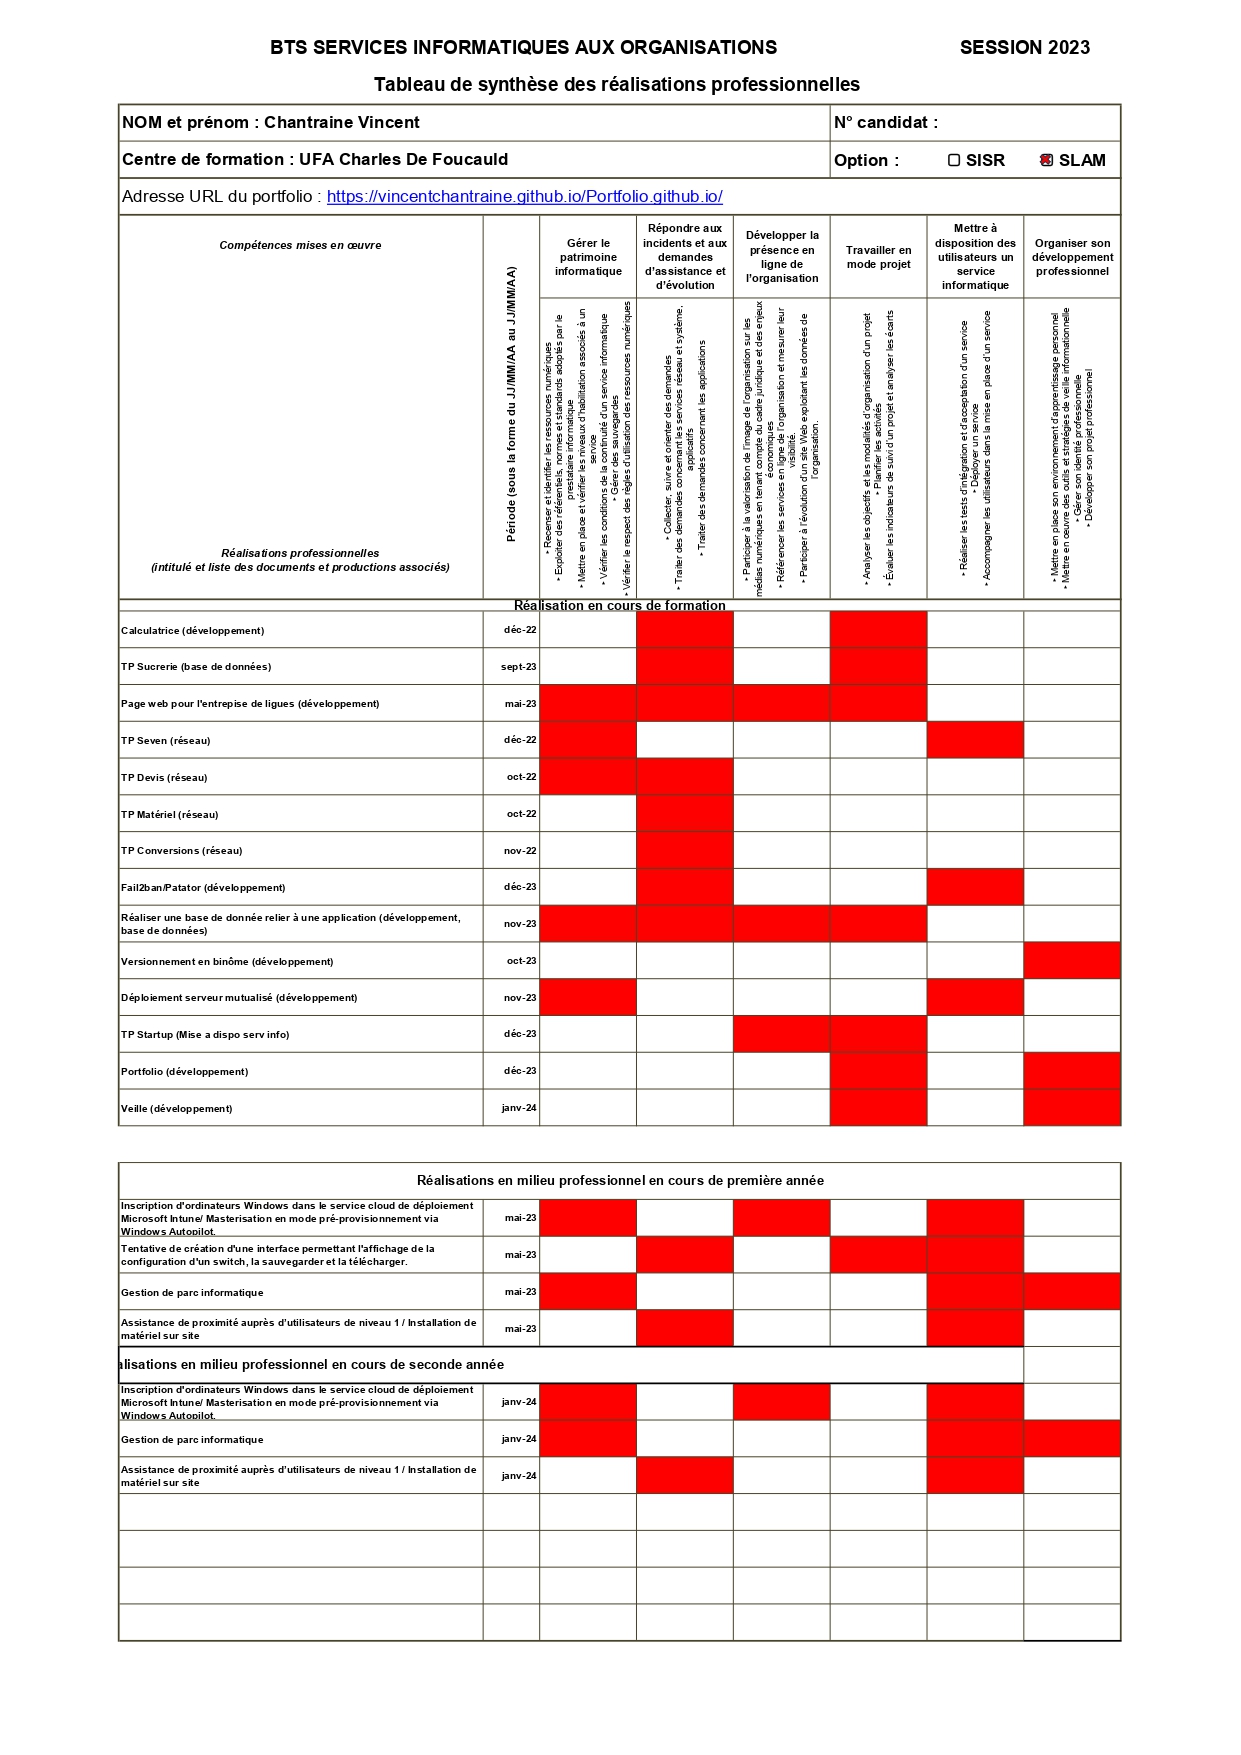 BTS SERVICES INFORMATIQUES AUX ORGANISATIONS SESSION 2023
Tableau de synthèse des réalisations professionnelles
NOM et prénom : Chantraine Vincent N° candidat :
Centre de formation : UFA Charles De Foucauld Option : SISR SLAM
Adresse URL du portfolio : https://vincentchantraine.github.io/Portfolio.github.io/
Compétences mises en œuvre
Réalisations professionnelles
(intitulé et liste des documents et productions associés)
Période (sous la forme du JJ/MM/AA au JJ/MM/AA)
Gérer le
patrimoine
informatique
Répondre aux
incidents et aux
demandes
d’assistance et
d’évolution
Développer la
présence en
ligne de
l’organisation
Travailler en
mode projet
Mettre à
disposition des
utilisateurs un
service
informatique
Organiser son
développement
professionnel
‣ Recenser et identifier les ressources numériques
‣ Exploiter des référentiels, normes et standards adoptés par le
prestataire informatique
‣ Mettre en place et vérifier les niveaux d’habilitation associés à un
service
‣ Vérifier les conditions de la continuité d’un service informatique
‣ Gérer des sauvegardes
‣ Vérifier le respect des règles d’utilisation des ressources numériques
‣ Collecter, suivre et orienter des demandes
‣ Traiter des demandes concernant les services réseau et système,
applicatifs
‣ Traiter des demandes concernant les applications
‣ Participer à la valorisation de l’image de l’organisation sur les
médias numériques en tenant compte du cadre juridique et des enjeux
économiques
‣ Référencer les services en ligne de l’organisation et mesurer leur
visibilité.
‣ Participer à l’évolution d’un site Web exploitant les données de
l’organisation.
‣ Analyser les objectifs et les modalités d’organisation d’un projet
‣ Planifier les activités
‣ Évaluer les indicateurs de suivi d’un projet et analyser les écarts
‣ Réaliser les tests d’intégration et d’acceptation d’un service
‣ Déployer un service
‣ Accompagner les utilisateurs dans la mise en place d’un service
‣ Mettre en place son environnement d’apprentissage personnel
‣ Mettre en œuvre des outils et stratégies de veille informationnelle
‣ Gérer son identité professionnelle
‣ Développer son projet professionnel
Réalisation en cours de formation
Calculatrice (développement) déc-22
TP Sucrerie (base de données) sept-23
Page web pour l'entrepise de ligues (développement) mai-23
TP Seven (réseau) déc-22
TP Devis (réseau) oct-22
TP Matériel (réseau) oct-22
TP Conversions (réseau) nov-22
Fail2ban/Patator (développement) déc-23
Réaliser une base de donnée relier à une application (développement,
base de données) nov-23
Versionnement en binôme (développement) oct-23
Déploiement serveur mutualisé (développement) nov-23
TP Startup (Mise a dispo serv info) déc-23
Portfolio (développement) déc-23
Veille (développement) janv-24
Réalisations en milieu professionnel en cours de première année
Inscription d'ordinateurs Windows dans le service cloud de déploiement
Microsoft Intune/ Masterisation en mode pré-provisionnement via mai-23
Windows Autopilot.
Tentative de création d'une interface permettant l'affichage de la
configuration d'un switch, la sauvegarder et la télécharger. mai-23
Gestion de parc informatique mai-23
Assistance de proximité auprès d’utilisateurs de niveau 1 / Installation de
matériel sur site mai-23
alisations en milieu professionnel en cours de seconde année
Inscription d'ordinateurs Windows dans le service cloud de déploiement
Microsoft Intune/ Masterisation en mode pré-provisionnement via janv-24
Windows Autopilot.
Gestion de parc informatique janv-24
Assistance de proximité auprès d’utilisateurs de niveau 1 / Installation de
matériel sur site janv-24